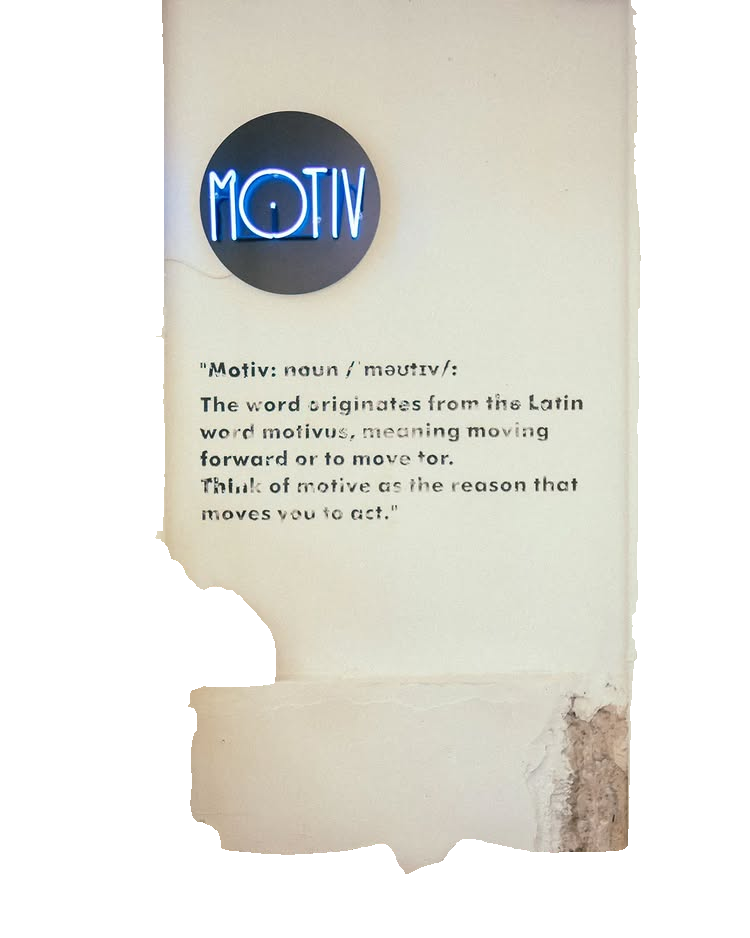 MOTIV
"Motiv: noun /ˈməʊtɪv/:
The word originates from the Latin
word motivus, meaning moving
forward or to move for.
Think of motive as the reason that
moves you to act."